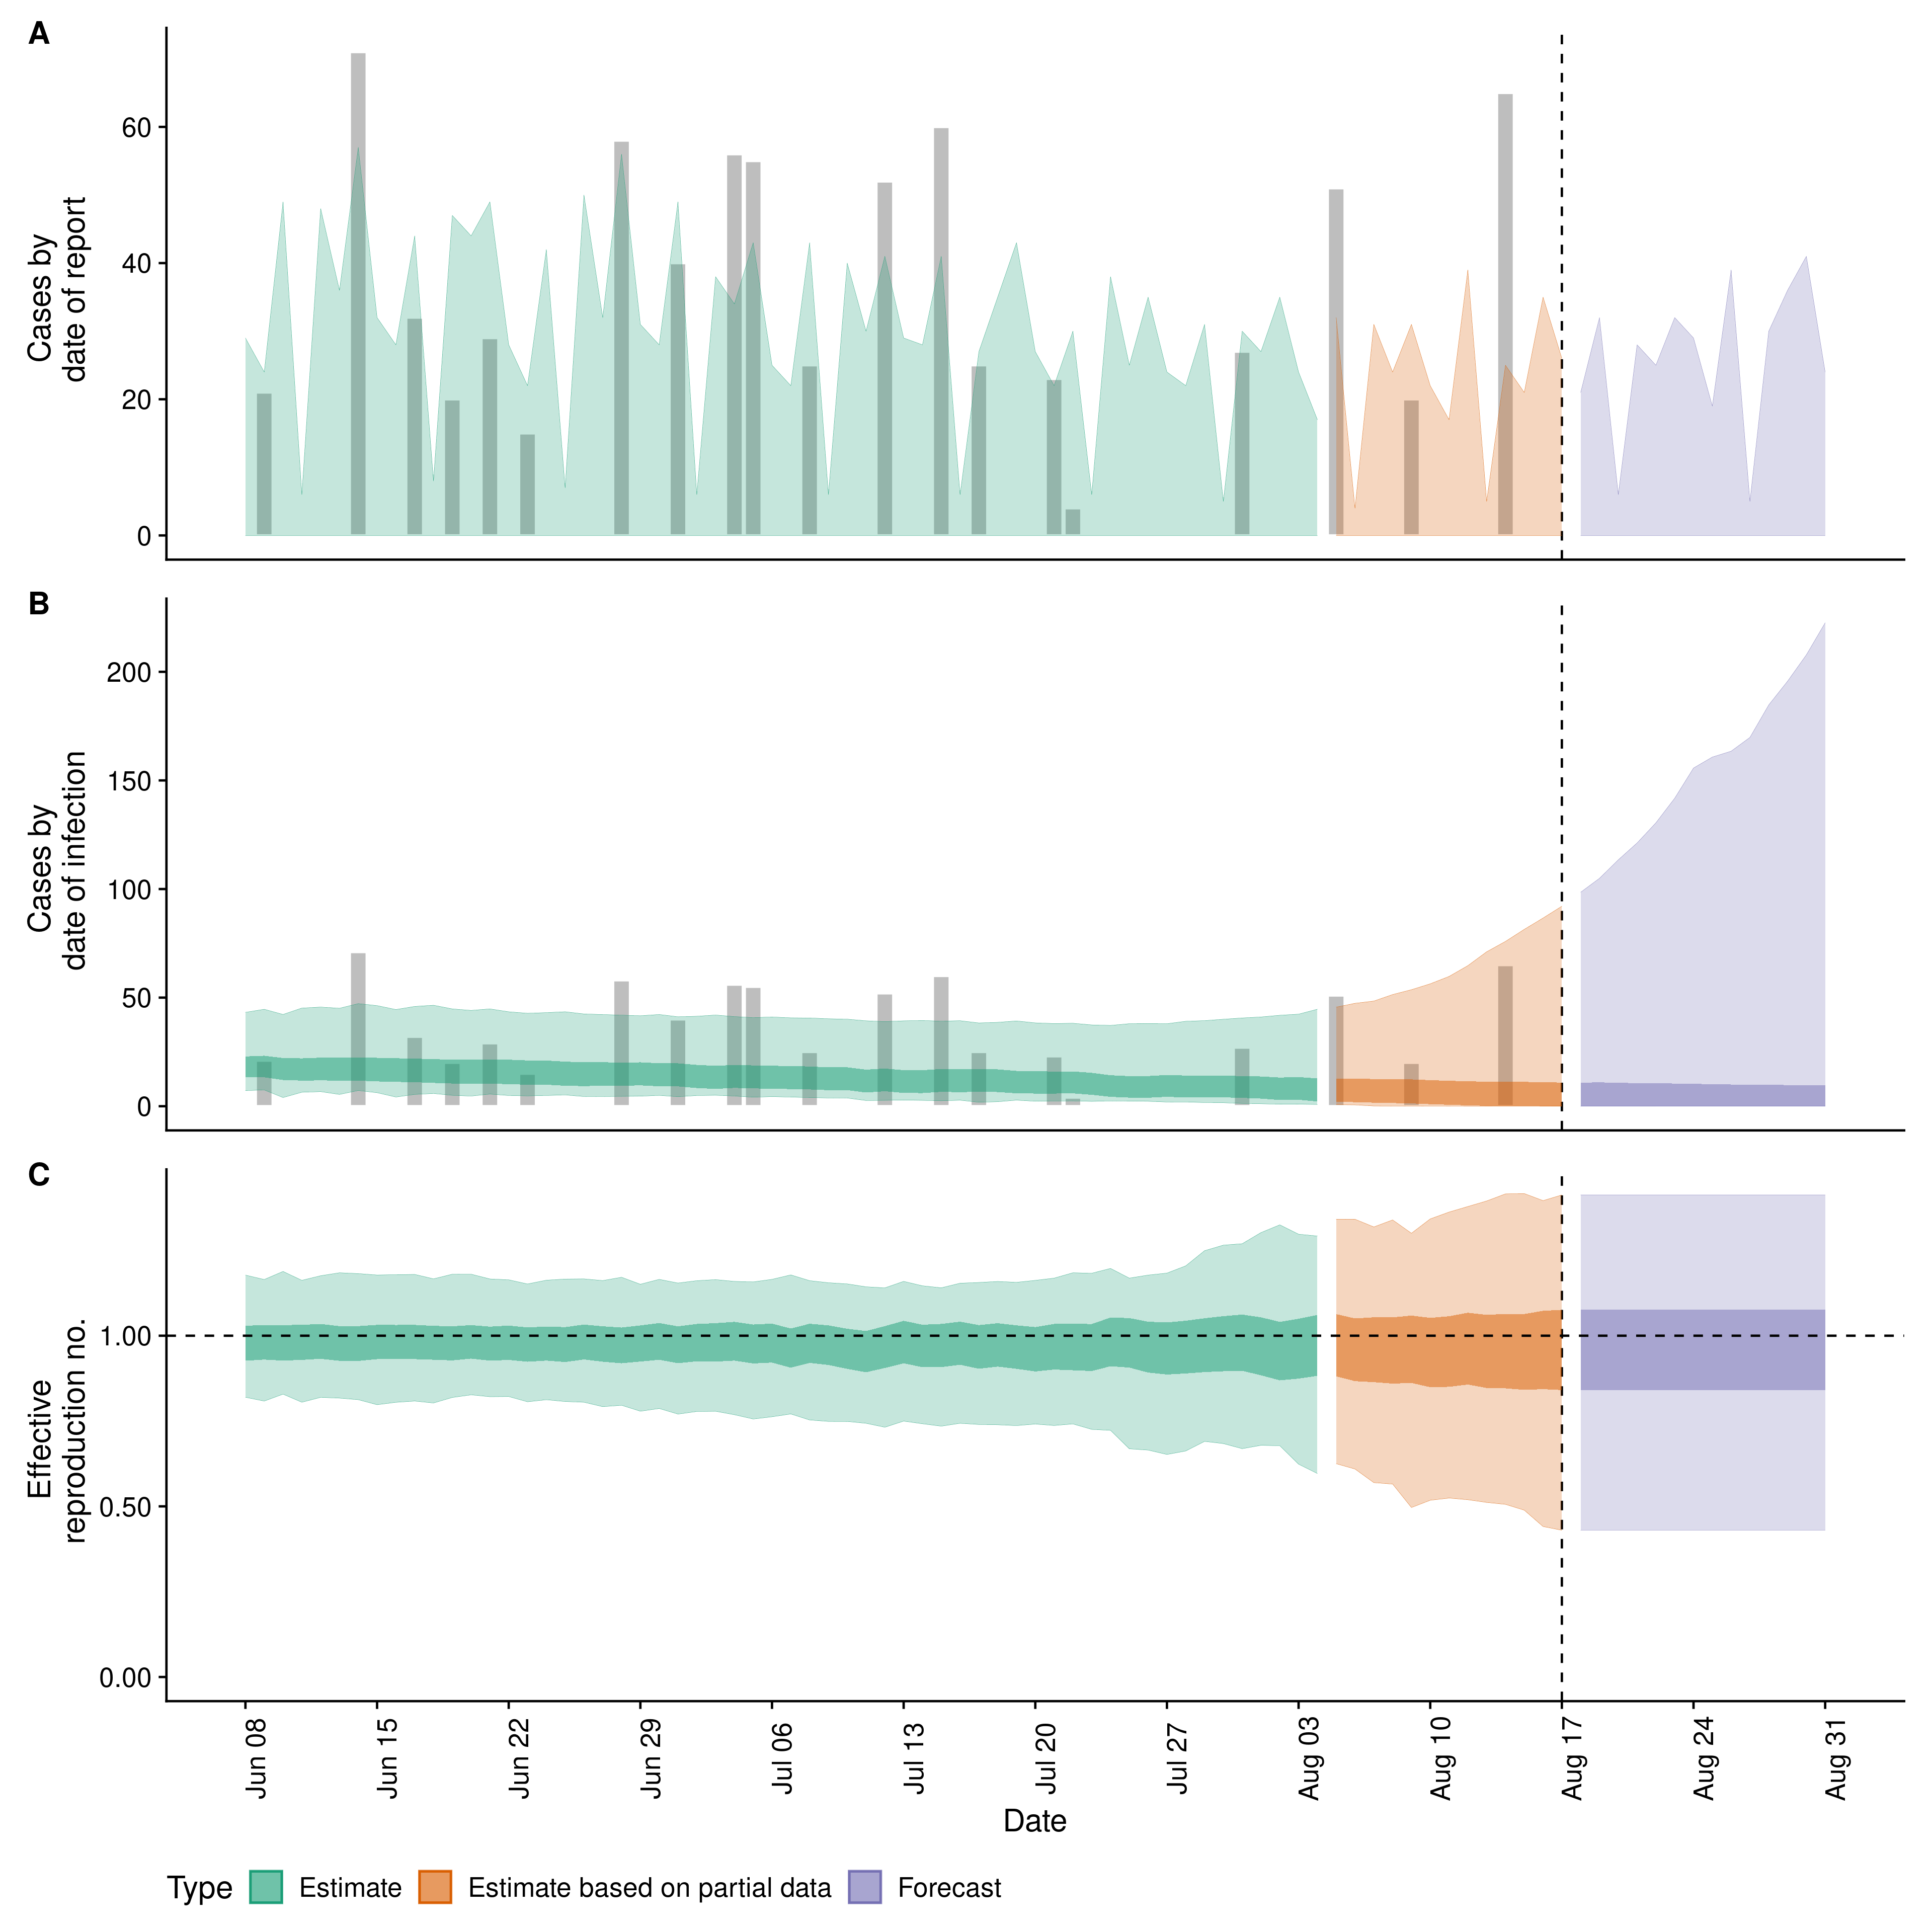 A
Cases by
date of report
60
40
20
0
B
Cases by
date of infection
200
150
100
50
0
C
Effective
reproduction no.
1.00
0.50
0.00
Jun 08
Jun 15
Jun 22
Jun 29
Jul 06
Jul 13
Jul 20
Jul 27
Aug 03
Aug 10
Aug 17
Aug 24
Aug 31
Date
Type Estimate Estimate based on partial data Forecast